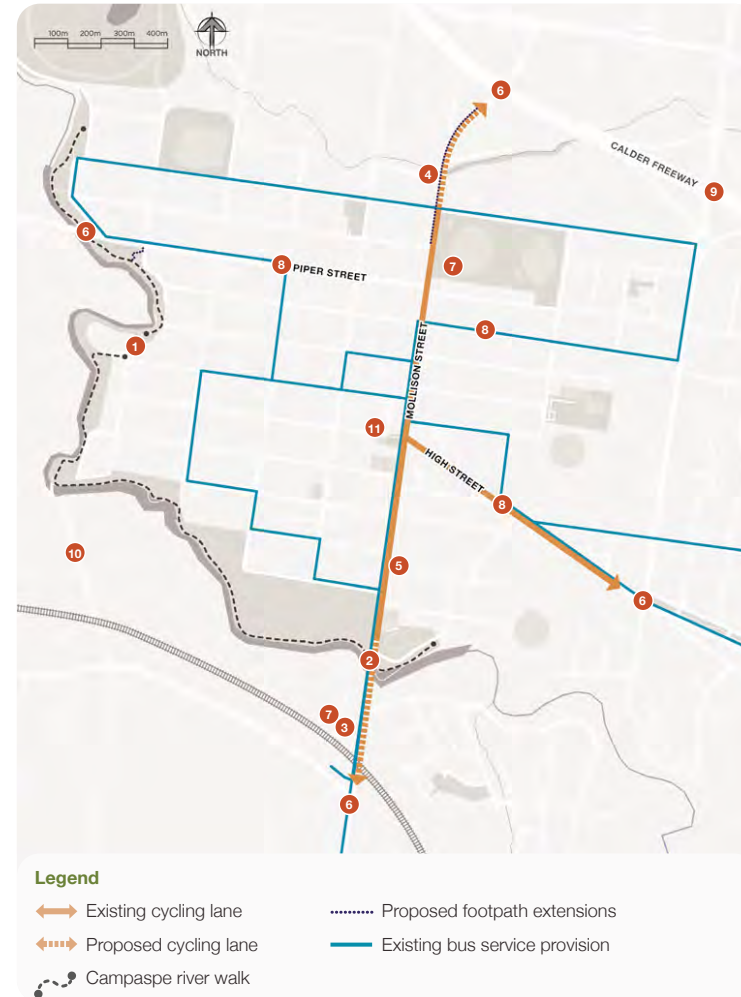 100m 200m 300m 400m
NORTH
6
CALDER FREEWAY
4
9
6
8
PIPER STREET
7
8
1
MOLLISON STREET
11
HIGH STREET
8
10
5
6
2
7
3
6
Legend
Existing cycling lane
Proposed footpath extensions
Proposed cycling lane
Existing bus service provision
Campaspe river walk